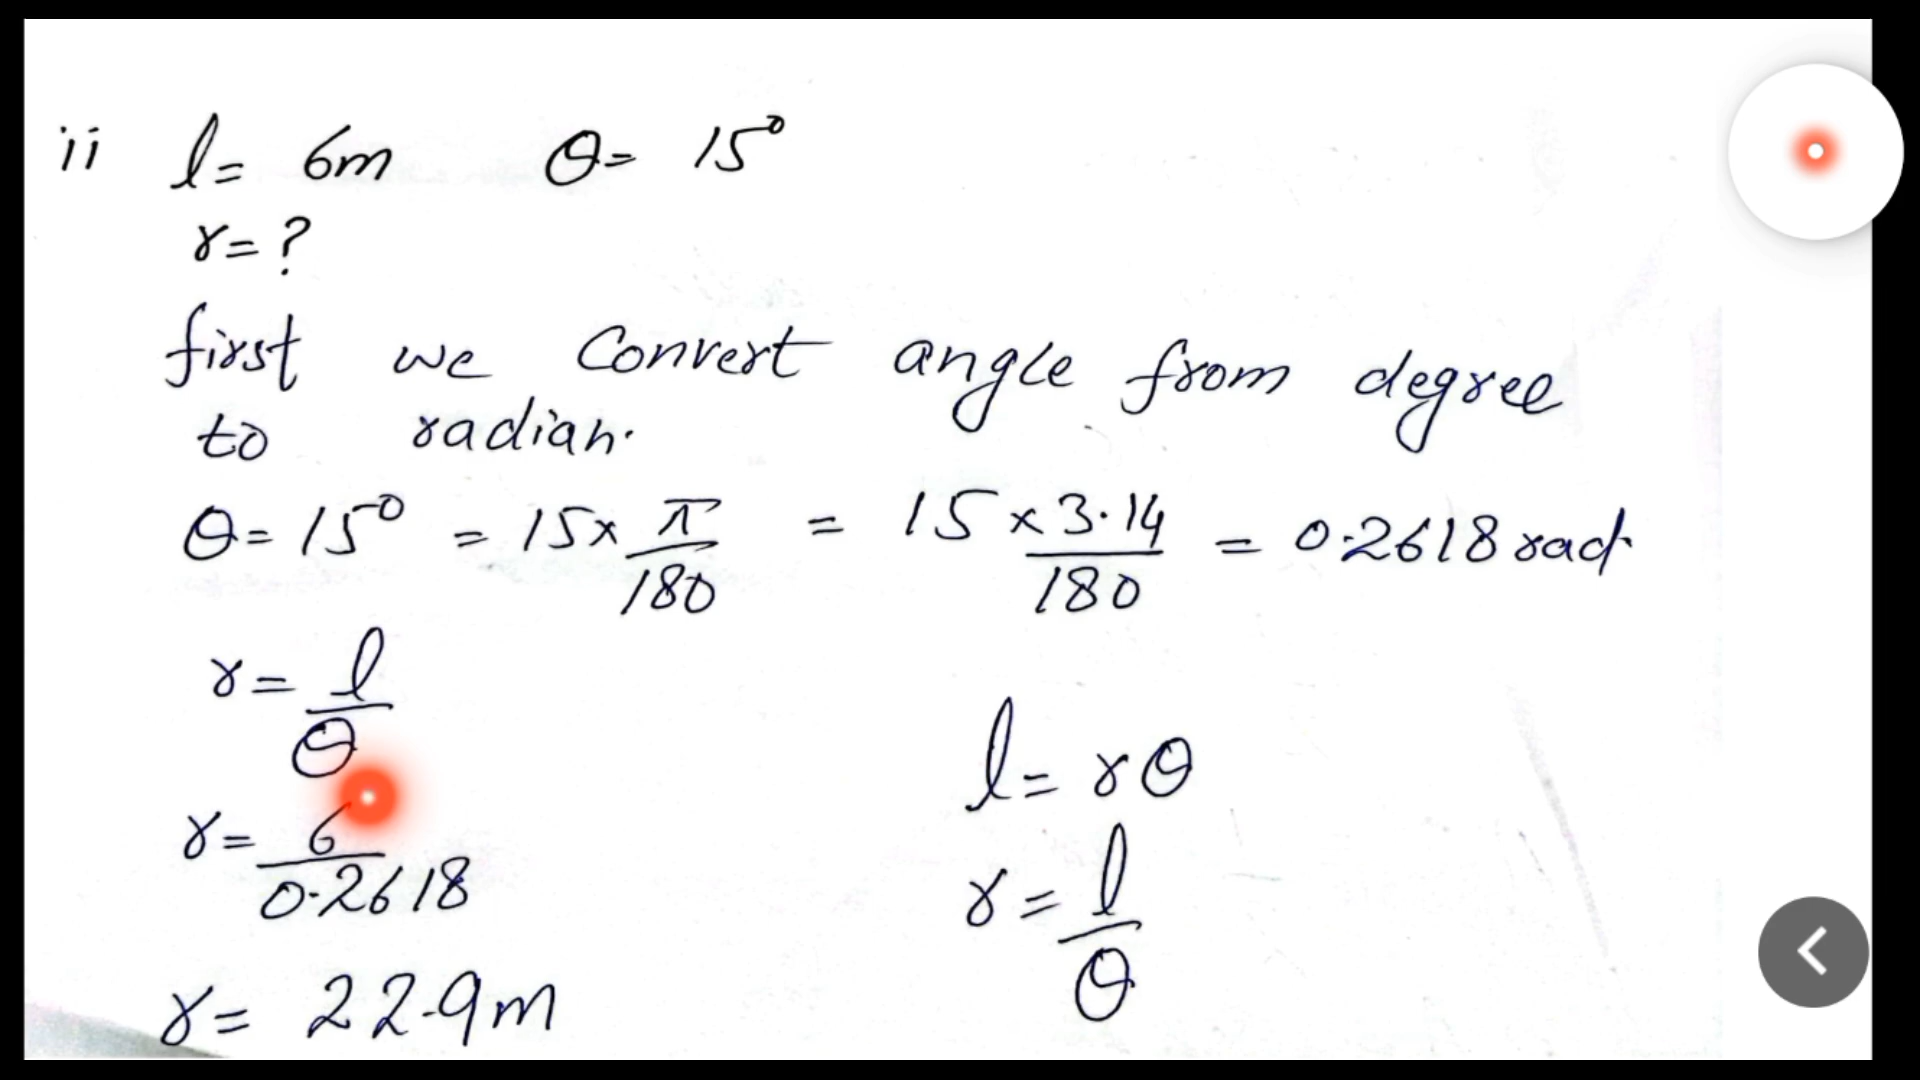 ii l = 6m θ = 15°
r = ?
first we convert angle from degree
to radian.
θ = 15° = 15 × π/180 = 15 × 3.14/180 = 0.2618 rad.
r = l/θ
l = rθ
r = 6/0.2618
r = l/θ
r = 22.9m